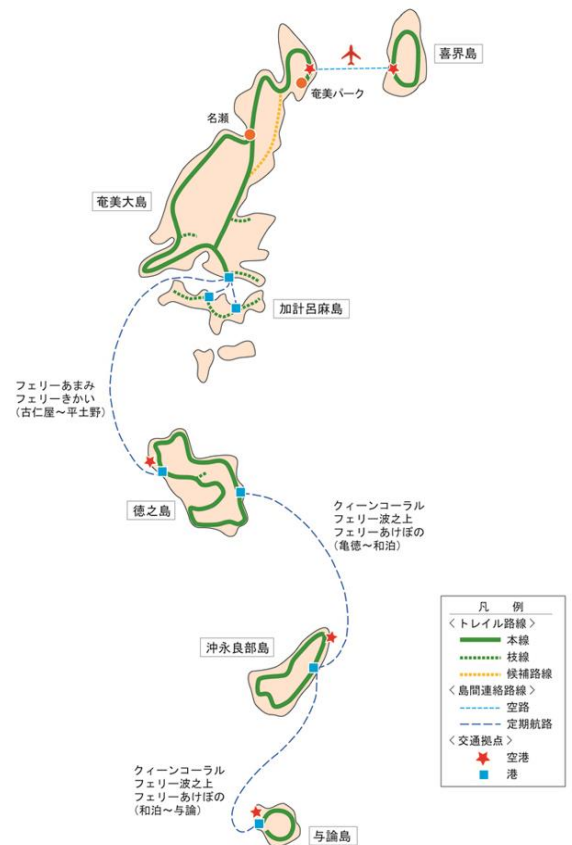 喜界島
奄美パーク
名瀬
奄美大島
加計呂麻島
フェリーあまみ
フェリーきかい
(古仁屋～平土野)
徳之島
クィーンコーラル
フェリー波之上
フェリーあけぼの
(亀徳～和泊)
沖永良部島
クィーンコーラル
フェリー波之上
フェリーあけぼの
(和泊～与論)
与論島
凡 例
〈トレイル路線〉
本線
枝線
候補路線
〈島間連絡路線〉
空路
定期航路
〈交通拠点〉
空港
港